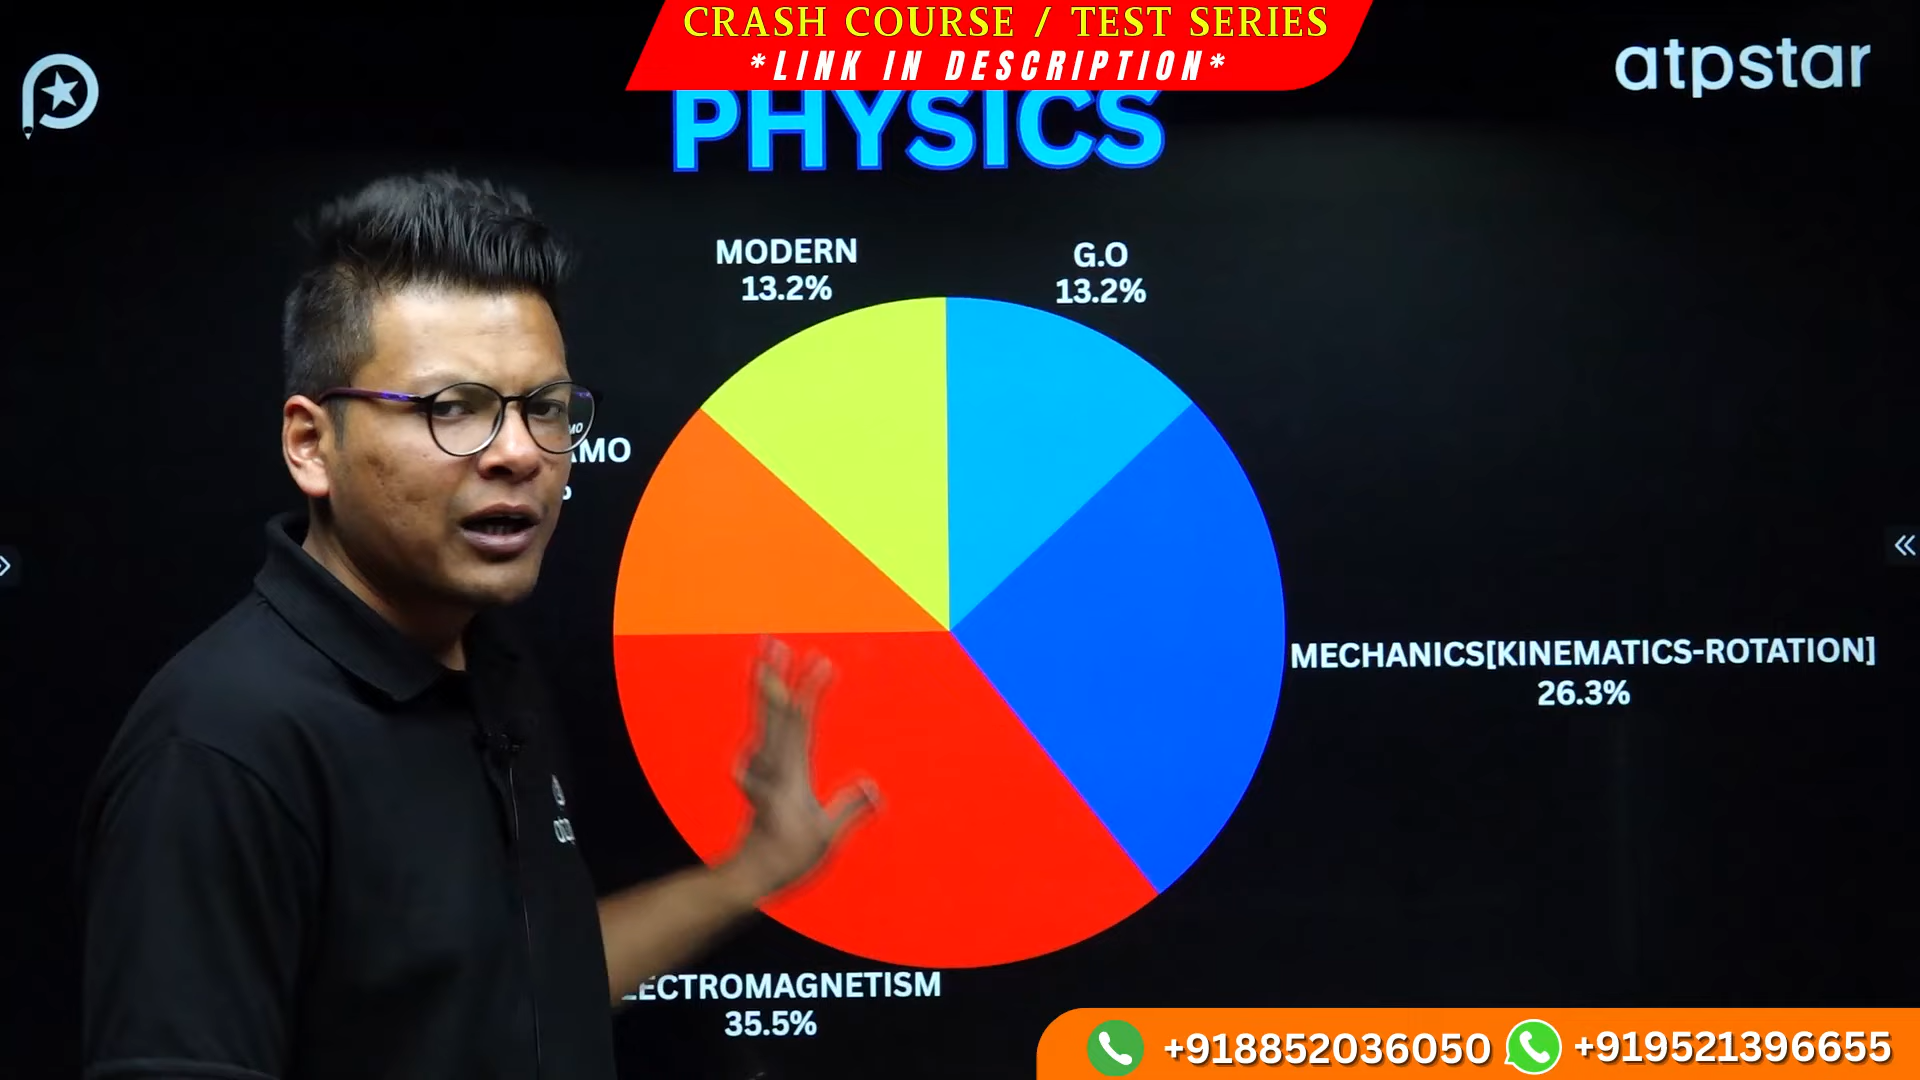 CRASH COURSE / TEST SERIES
*LINK IN DESCRIPTION*
atpstar
PHYSICS
MODERN
13.2%
G.O
13.2%
MECHANICS[KINEMATICS-ROTATION]
26.3%
ECTROMAGNETISM
35.5%
+918852036050
+919521396655